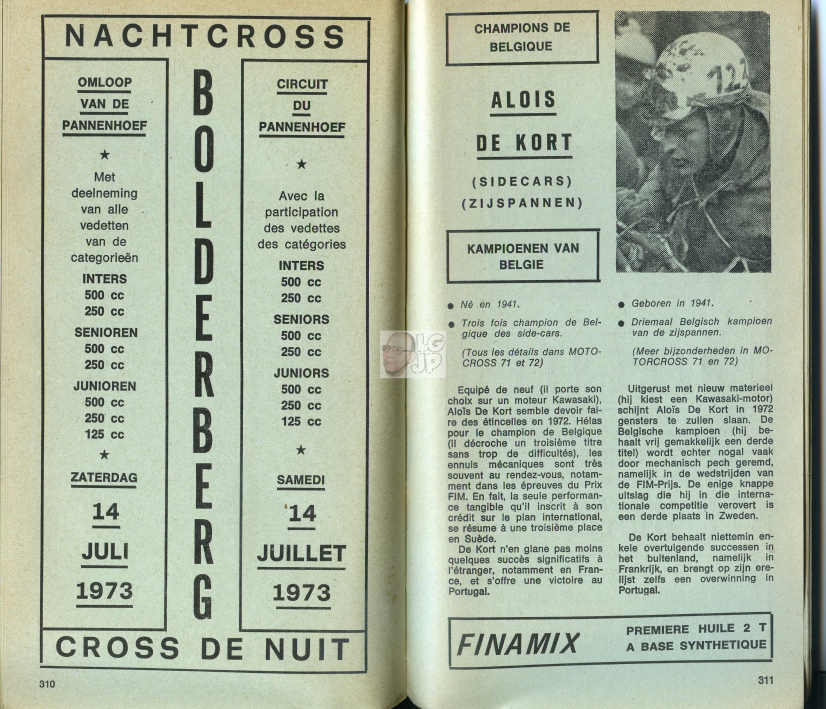 NACHTCROSS
OMLOOP
VAN DE
PANNENHOEF
★
Met
deelneming
van alle
vedetten
van de
categorieën
INTERS
500 cc
250 cc
SENIOREN
500 cc
250 cc
JUNIOREN
500 cc
250 cc
125 cc
★
ZATERDAG
14
JULI
1973
BOLDERBERG
CIRCUIT
DU
PANNENHOEF
★
Avec la
participation
des vedettes
des catégories
INTERS
500 cc
250 cc
SENIORS
500 cc
250 cc
JUNIORS
500 cc
250 cc
125 cc
★
SAMEDI
14
JUILLET
1973
CROSS DE NUIT
310
CHAMPIONS DE
BELGIQUE
ALOIS
DE KORT
(SIDECARS)
(ZIJSPANNEN)
KAMPIOENEN VAN
BELGIE
12
● Né en 1941.
● Trois fois champion de Bel-
gique des side-cars.
(Tous les détails dans MOTO-
CROSS 71 et 72)
Equipé de neuf (il porte son
choix sur un moteur Kawasaki),
Aloïs De Kort semble devoir fai-
re des étincelles en 1972. Hélas
pour le champion de Belgique
(il décroche un troisième titre
sans trop de difficultés), les
ennuis mécaniques sont très
souvent au rendez-vous, notam-
ment dans les épreuves du Prix
FIM. En fait, la seule performan-
ce tangible qu'il inscrit à son
crédit sur le plan international,
se résume à une troisième place
en Suède.
De Kort n'en glane pas moins
quelques succès significatifs à
l'étranger, notamment en Fran-
ce, et s'offre une victoire au
Portugal.
● Geboren in 1941.
● Driemaal Belgisch kampioen
van de zijspannen.
(Meer bijzonderheden in MO-
TORCROSS 71 en 72)
Uitgerust met nieuw materieel
(hij kiest een Kawasaki-motor)
schijnt Aloïs De Kort in 1972
gensters te zullen slaan. De
Belgische kampioen (hij be-
haalt vrij gemakkelijk een derde
titel) wordt echter nogal vaak
door mechanisch pech geremd,
namelijk in de wedstrijden van
de FIM-Prijs. De enige knappe
uitslag die hij in die interna-
tionale competitie verovert is
een derde plaats in Zweden.
De Kort behaalt niettemin en-
kele overtuigende successen in
het buitenland, namelijk in
Frankrijk, en brengt op zijn ere-
lijst zelfs een overwinning in
Portugal.
FINAMIX
PREMIERE HUILE 2 T
A BASE SYNTHETIQUE
311
LG
JP